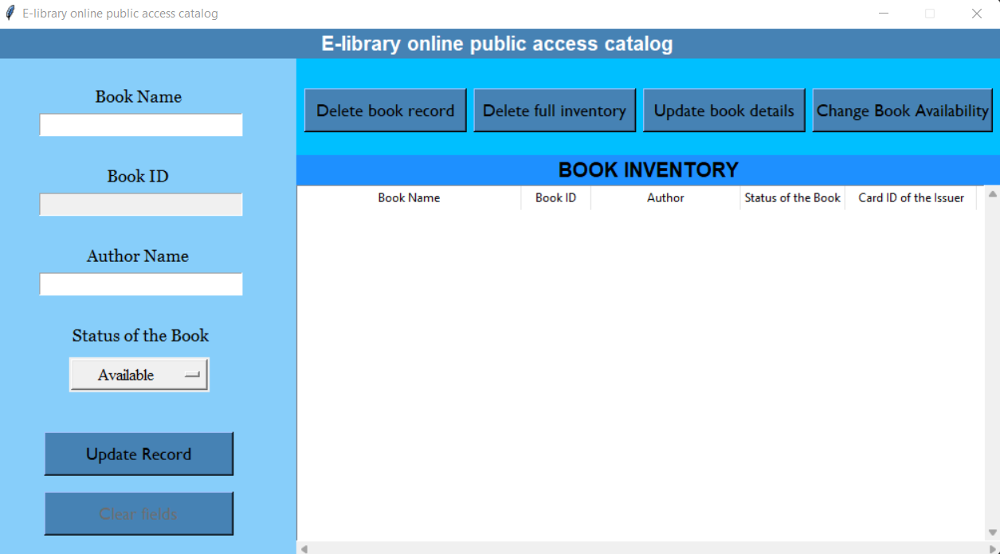 E-library online public access catalog
E-library online public access catalog
Book Name
Book ID
Author Name
Status of the Book
Available
Update Record
Clear fields
Delete book record
Delete full inventory
Update book details
Change Book Availability
BOOK INVENTORY
Book Name
Book ID
Author
Status of the Book
Card ID of the Issuer